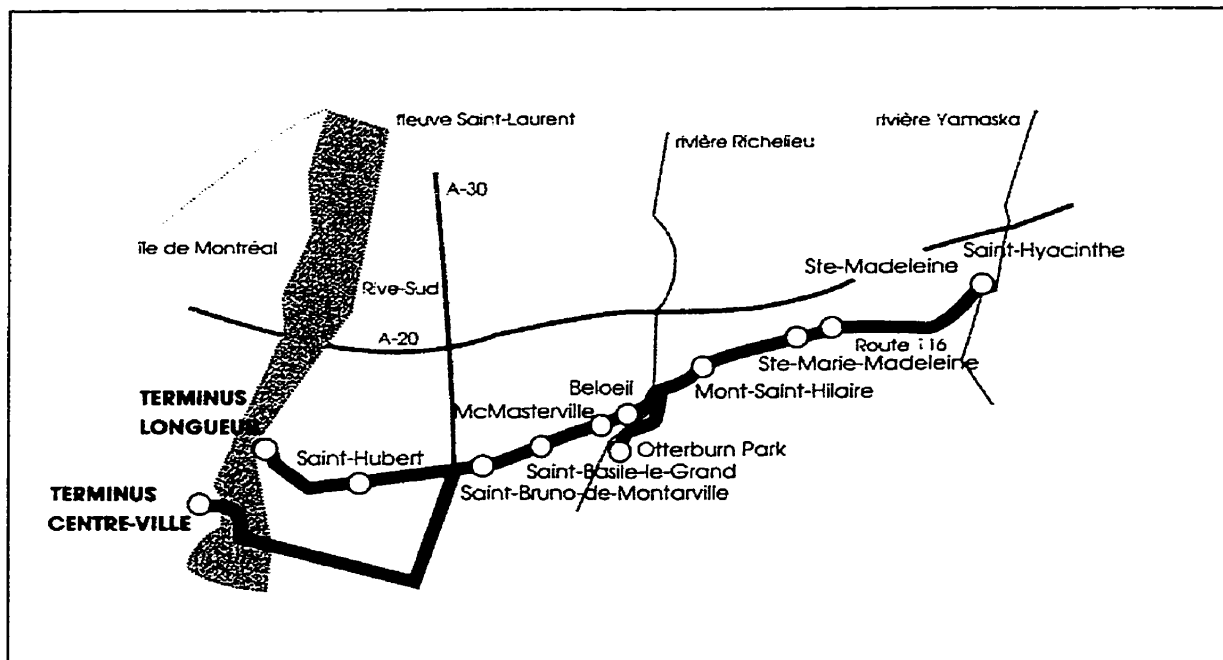 fleuve Saint-Laurent
rivière Yamaska
rivière Richelieu
A-30
île de Montréal
Saint-Hyacinthe
Ste-Madeleine
Rive-Sud
A-20
Route 116
Ste-Marie-Madeleine
Beloeil
Mont-Saint-Hilaire
TERMINUS
LONGUEUIL
McMasterville
Otterburn Park
Saint-Hubert
Saint-Basile-le-Grand
Saint-Bruno-de-Montarville
TERMINUS
CENTRE-VILLE